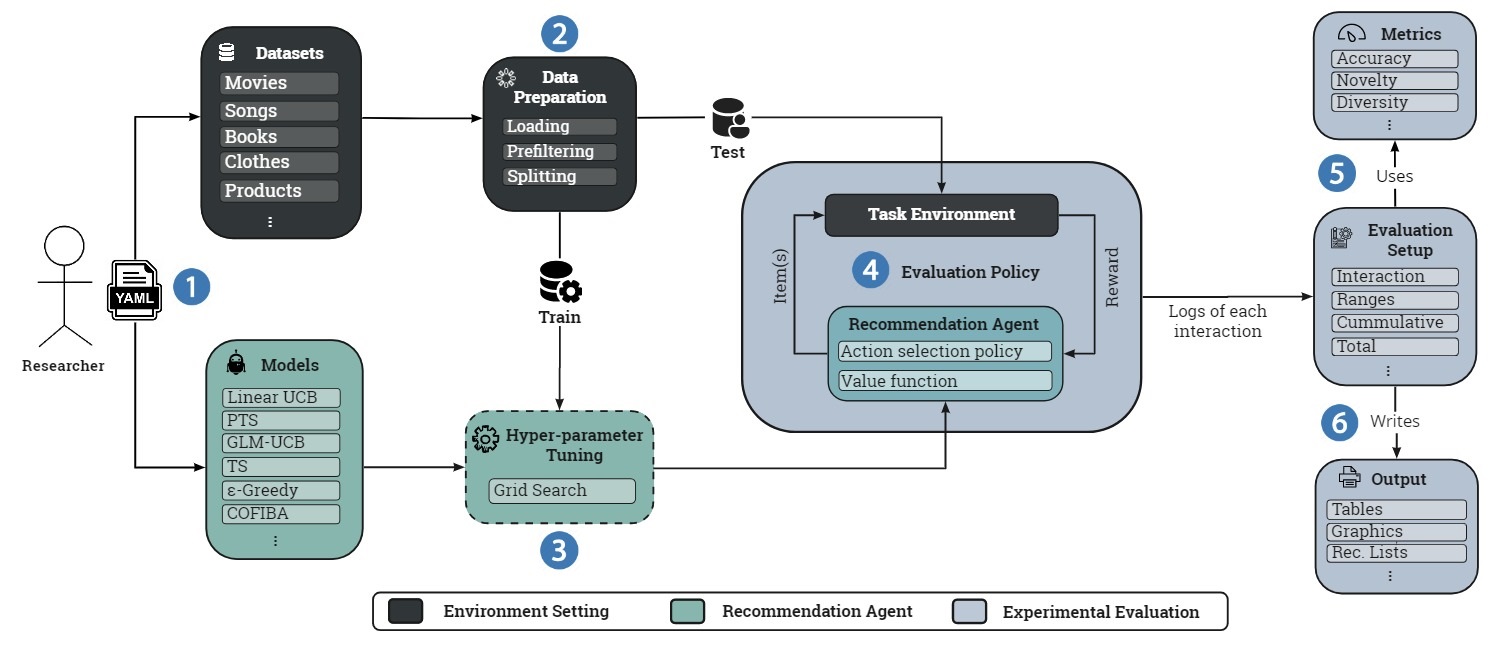 Researcher
YAML
1
Datasets
Movies
Songs
Books
Clothes
Products
⋮
Models
Linear UCB
PTS
GLM-UCB
TS
ε-Greedy
COFIBA
⋮
2
Data
Preparation
Loading
Prefiltering
Splitting
Train
Test
Hyper-parameter
Tuning
Grid Search
3
Task Environment
Item(s)
4
Evaluation Policy
Reward
Recommendation Agent
Action selection policy
Value function
Logs of each
interaction
Metrics
Accuracy
Novelty
Diversity
⋮
5
Uses
Evaluation
Setup
Interaction
Ranges
Cummulative
Total
⋮
6
Writes
Output
Tables
Graphics
Rec. Lists
⋮
Environment Setting
Recommendation Agent
Experimental Evaluation